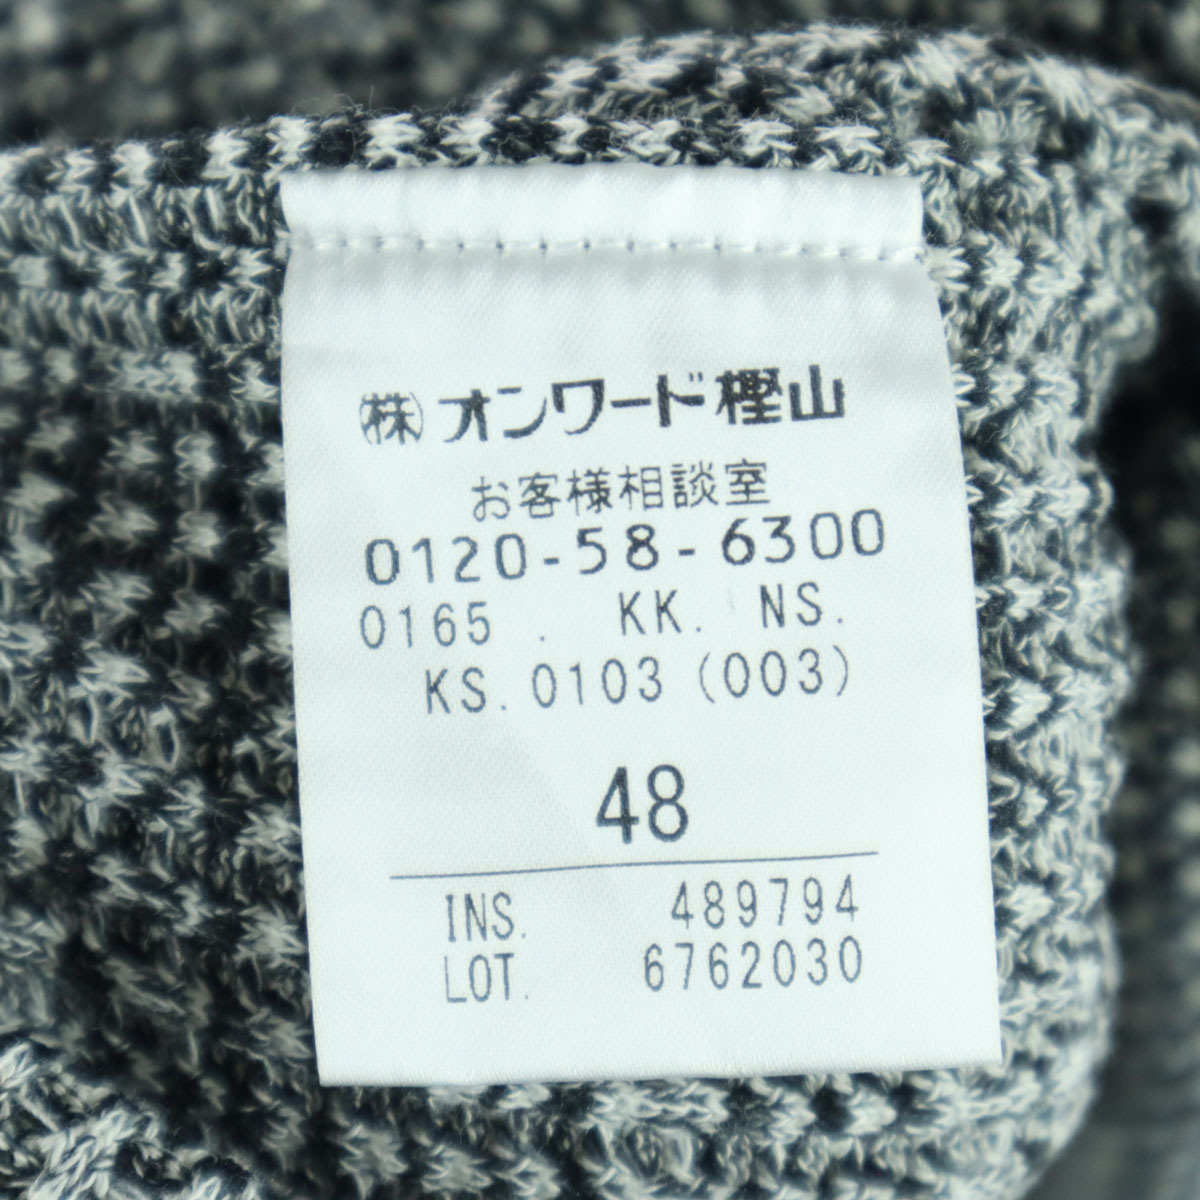 ㈱オンワード樫山
お客様相談室
0120-58-6300
0165 . KK. NS.
KS. 0103 (003)
48
INS. 489794
LOT. 6762030